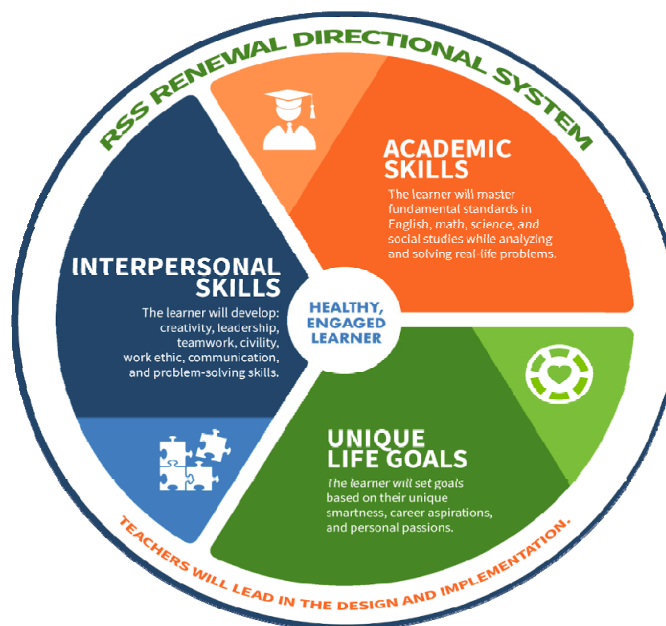 RSS RENEWAL DIRECTIONAL SYSTEM
ACADEMIC
SKILLS
The learner will master
fundamental standards in
English, math, science, and
social studies while analyzing
and solving real-life problems.
INTERPERSONAL
SKILLS
The learner will develop:
creativity, leadership,
teamwork, civility,
work ethic, communication,
and problem-solving skills.
HEALTHY,
ENGAGED
LEARNER
UNIQUE
LIFE GOALS
The learner will set goals
based on their unique
smartness, career aspirations,
and personal passions.
TEACHERS WILL LEAD IN THE DESIGN AND IMPLEMENTATION.